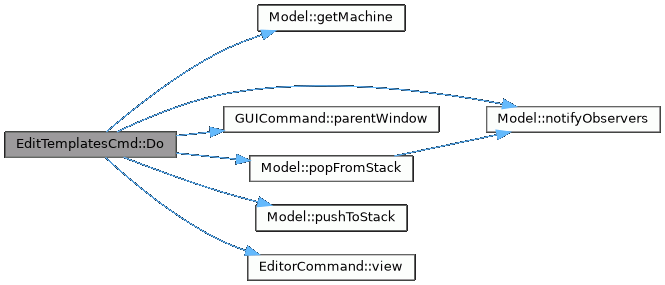 Model::getMachine
GUICommand::parentWindow
Model::notifyObservers
EditTemplatesCmd::Do
Model::popFromStack
Model::pushToStack
EditorCommand::view